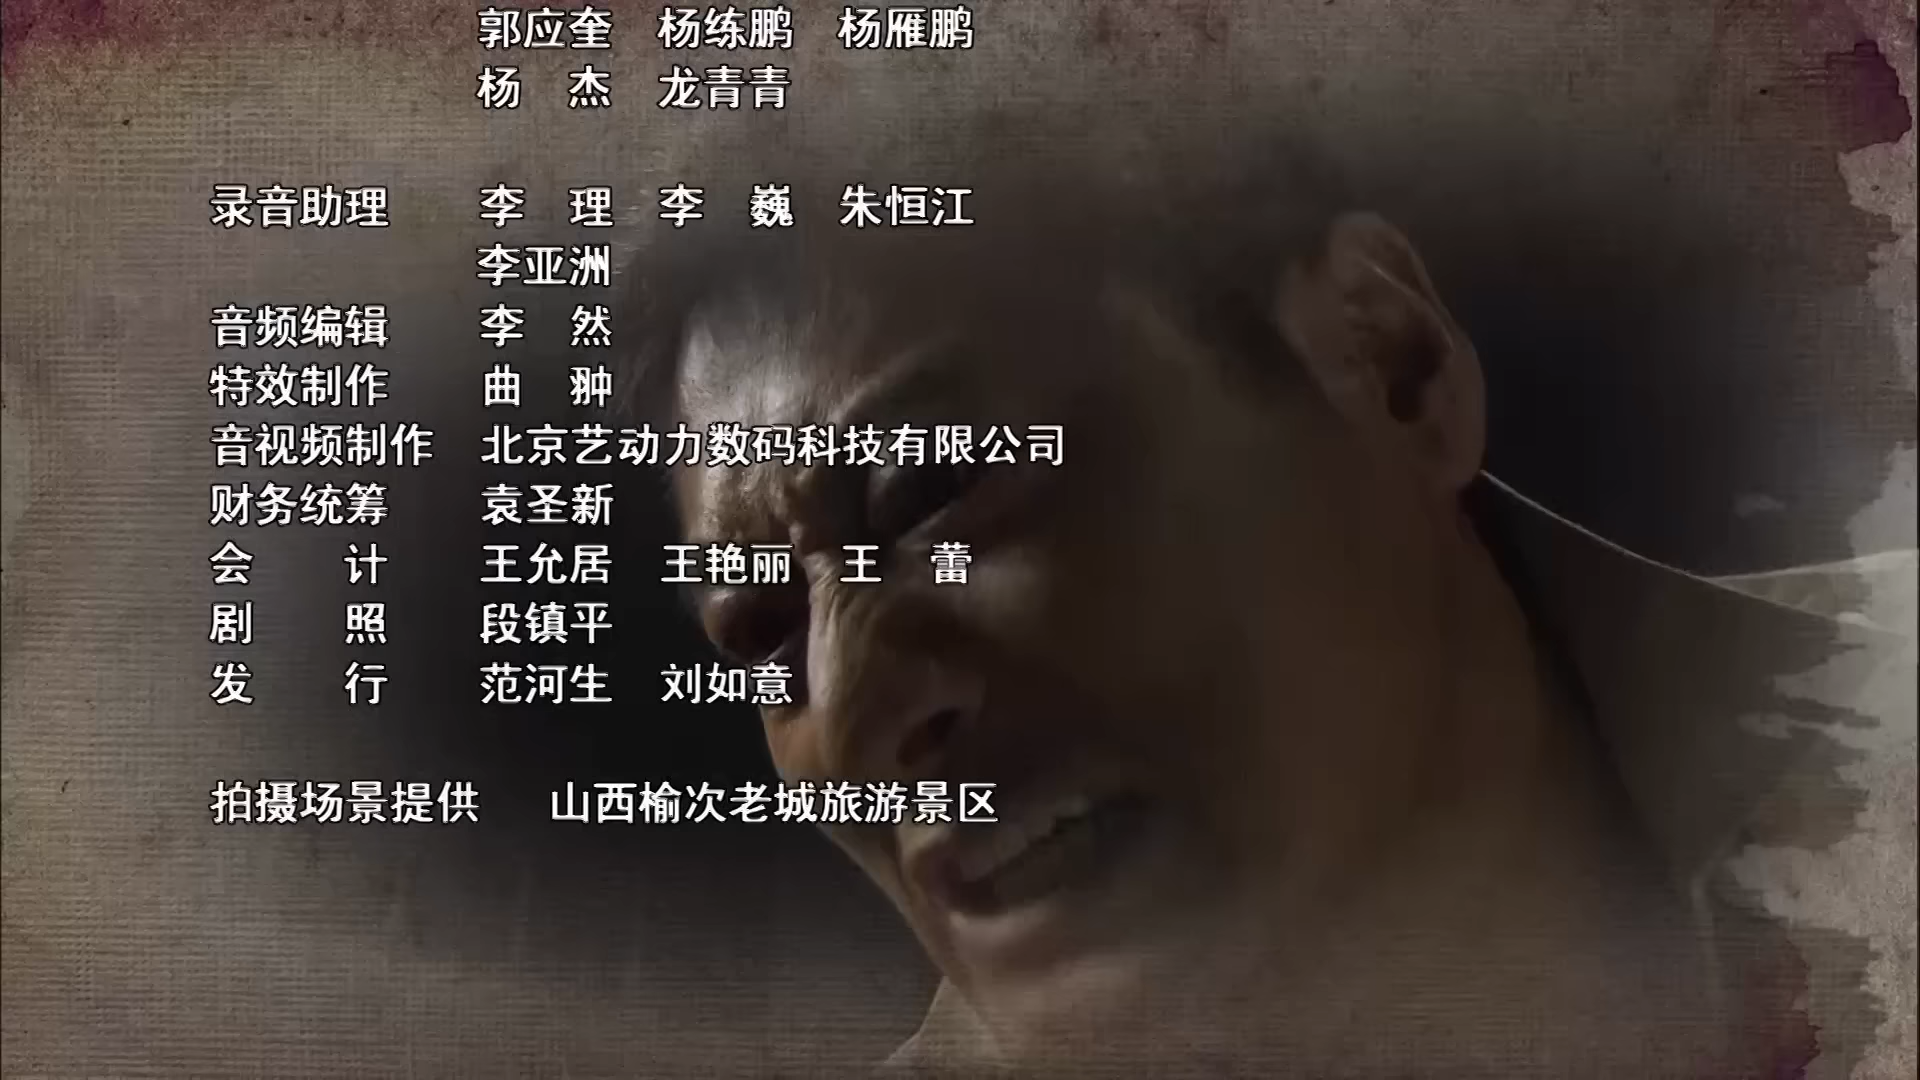 郭应奎 杨练鹏 杨雁鹏
杨 杰 龙青青
录音助理 李 理 李 巍 朱恒江
李亚洲
音频编辑 李 然
特效制作 曲 翀
音视频制作 北京艺动力数码科技有限公司
财务统筹 袁圣新
会 计 王允居 王艳丽 王 蕾
剧 照 段镇平
发 行 范河生 刘如意
拍摄场景提供 山西榆次老城旅游景区